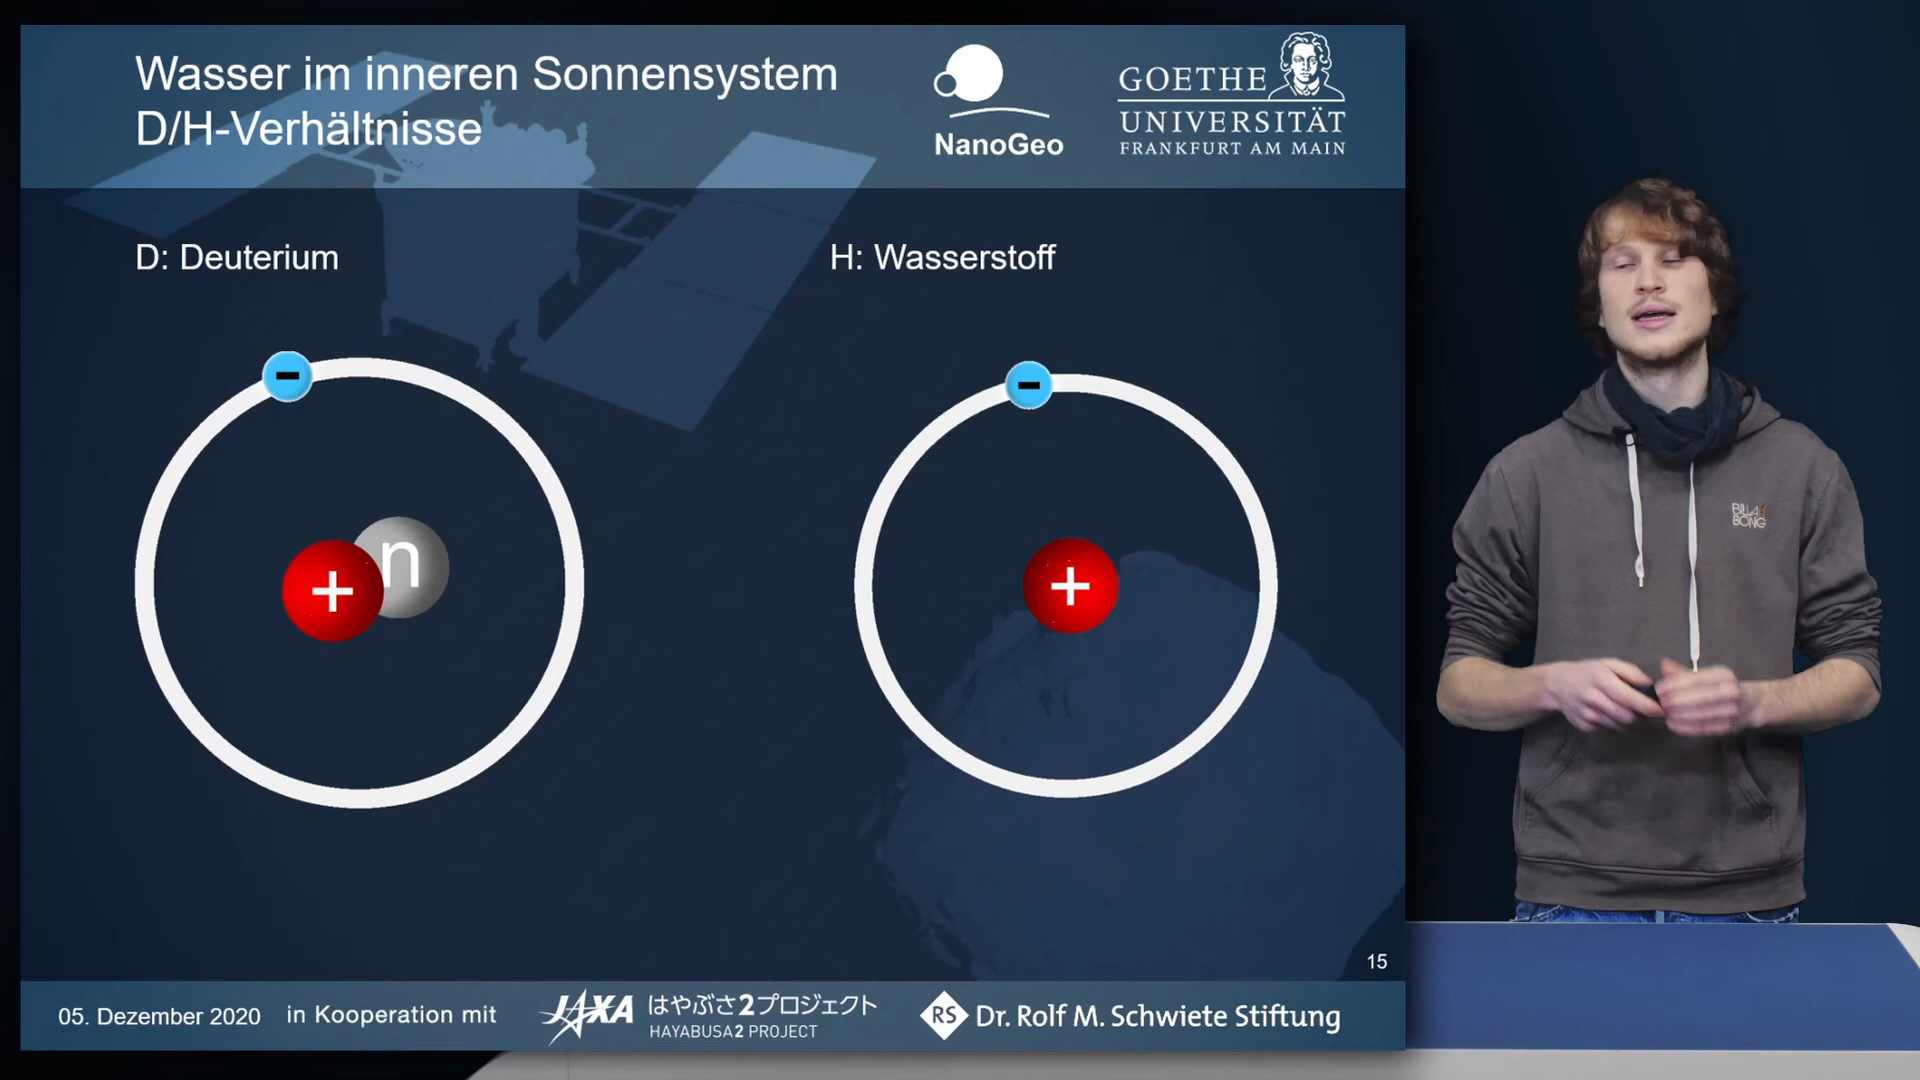 Wasser im inneren Sonnensystem
D/H-Verhältnisse
NanoGeo
GOETHE
UNIVERSITÄT
FRANKFURT AM MAIN
D: Deuterium
H: Wasserstoff
-
-
+
n
+
BILLABONG
15
05. Dezember 2020
in Kooperation mit
JAXA
はやぶさ2プロジェクト
HAYABUSA2 PROJECT
RS
Dr. Rolf M. Schwiete Stiftung